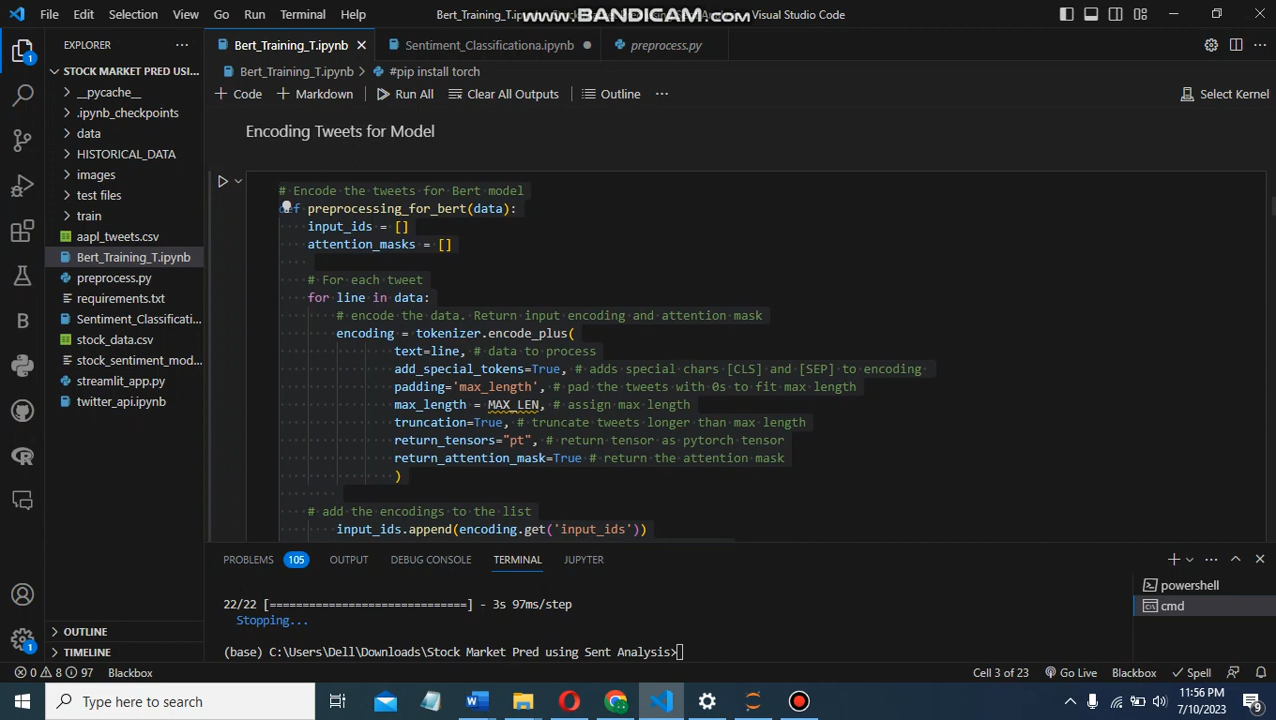 File Edit Selection View Go Run Terminal Help
Bert_Training_T.ip
Visual Studio Code
www.BANDICAM.com
EXPLORER
Bert_Training_T.ipynb
Sentiment_Classificationa.ipynb
preprocess.py
STOCK MARKET PRED USI...
Bert_Training_T.ipynb > #pip install torch
__pycache__
+ Code + Markdown Run All Clear All Outputs Outline ... Select Kernel
.ipynb_checkpoints
data
HISTORICAL_DATA
images
test files
train
aapl_tweets.csv
Bert_Training_T.ipynb
preprocess.py
requirements.txt
Sentiment_Classificati...
stock_data.csv
stock_sentiment_mod...
streamlit_app.py
twitter_api.ipynb
OUTLINE
TIMELINE
Encoding Tweets for Model
# Encode the tweets for Bert model
def preprocessing_for_bert(data):
input_ids = []
attention_masks = []
# For each tweet
for line in data:
# encode the data. Return input encoding and attention mask
encoding = tokenizer.encode_plus(
text=line, # data to process
add_special_tokens=True, # adds special chars [CLS] and [SEP] to encoding
padding='max_length', # pad the tweets with 0s to fit max length
max_length = MAX_LEN, # assign max length
truncation=True, # truncate tweets longer than max length
return_tensors="pt", # return tensor as pytorch tensor
return_attention_mask=True # return the attention mask
)
# add the encodings to the list
input_ids.append(encoding.get('input_ids'))
PROBLEMS 105 OUTPUT DEBUG CONSOLE TERMINAL JUPYTER
22/22 [==============================] - 3s 97ms/step
Stopping...
(base) C:\Users\Dell\Downloads\Stock Market Pred using Sent Analysis>
powershell
cmd
0 8 97 Blackbox
Cell 3 of 23 Go Live Blackbox Spell
Type here to search
11:56 PM
7/10/2023
9